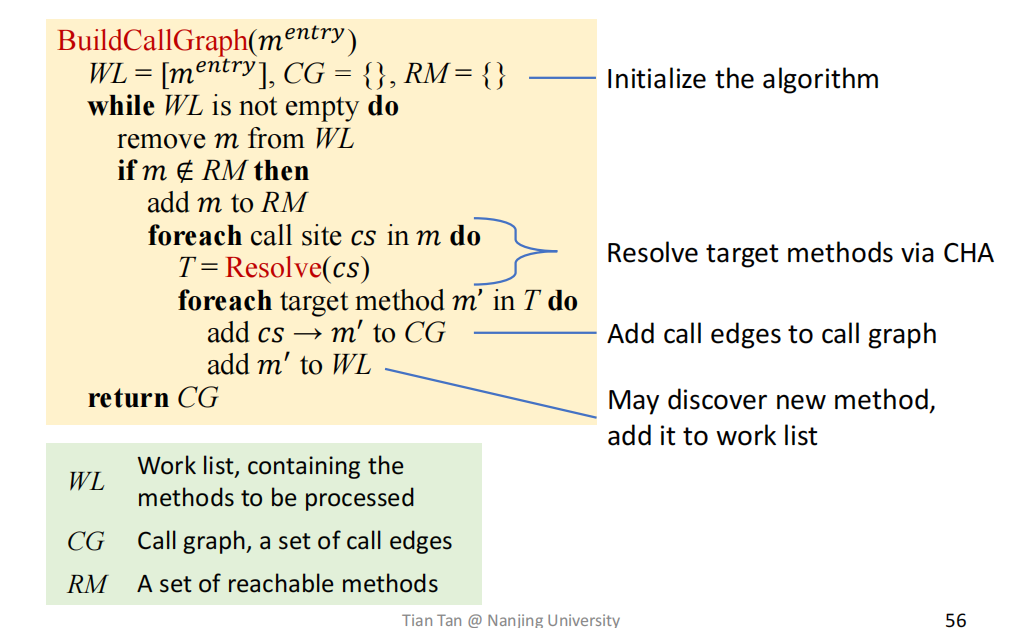 BuildCallGraph(m^entry)
WL = [m^entry], CG = {}, RM = {}
Initialize the algorithm
while WL is not empty do
remove m from WL
if m ∉ RM then
add m to RM
foreach call site cs in m do
T = Resolve(cs)
Resolve target methods via CHA
foreach target method m' in T do
add cs → m′ to CG
Add call edges to call graph
add m′ to WL
May discover new method,
add it to work list
return CG
WL Work list, containing the
methods to be processed
CG Call graph, a set of call edges
RM A set of reachable methods
Tian Tan @ Nanjing University
56